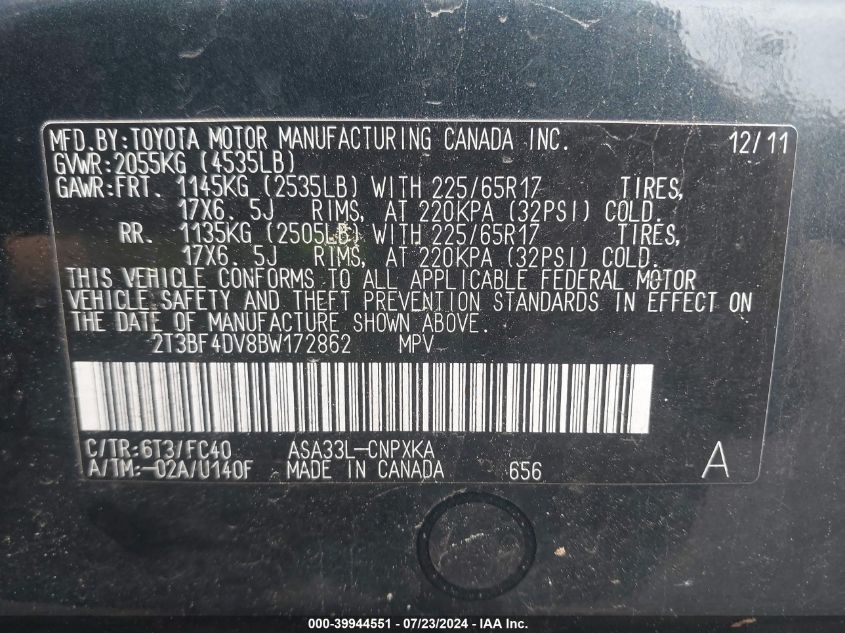 MFD.BY:TOYOTA MOTOR MANUFACTURING CANADA INC. 12/11
GVWR:2055KG (4535LB)
GAWR:FRT. 1145KG (2535LB) WITH 225/65R17 TIRES,
17X6. 5J RIMS, AT 220KPA (32PSI) COLD.
RR. 1135KG (2505LB) WITH 225/65R17 TIRES,
17X6. 5J RIMS, AT 220KPA (32PSI) COLD.
THIS VEHICLE CONFORMS TO ALL APPLICABLE FEDERAL MOTOR
VEHICLE SAFETY AND THEFT PREVENTION STANDARDS IN EFFECT ON
THE DATE OF MANUFACTURE SHOWN ABOVE.
2T3BF4DV8BW172862 MPV
C/TR:6T3/FC40 ASA33L-CNPXKA
A/TM:-02A/U140F MADE IN CANADA 656 A
000-39944551 / 07/23/2024 - IAA Inc.